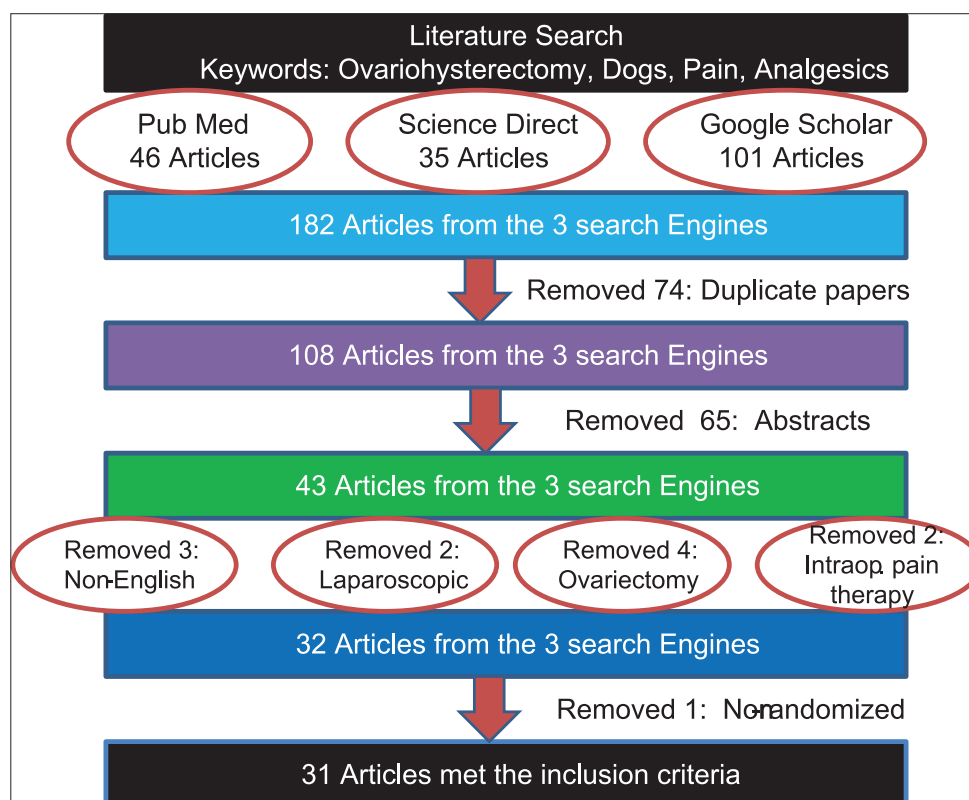 Literature Search
Keywords: Ovariohysterectomy, Dogs, Pain, Analgesics
Pub Med
46 Articles
Science Direct
35 Articles
Google Scholar
101 Articles
182 Articles from the 3 search Engines
Removed 74: Duplicate papers
108 Articles from the 3 search Engines
Removed 65: Abstracts
43 Articles from the 3 search Engines
Removed 3:
Non-English
Removed 2:
Laparoscopic
Removed 4:
Ovariectomy
Removed 2:
Intraop. pain
therapy
32 Articles from the 3 search Engines
Removed 1: Non-randomized
31 Articles met the inclusion criteria